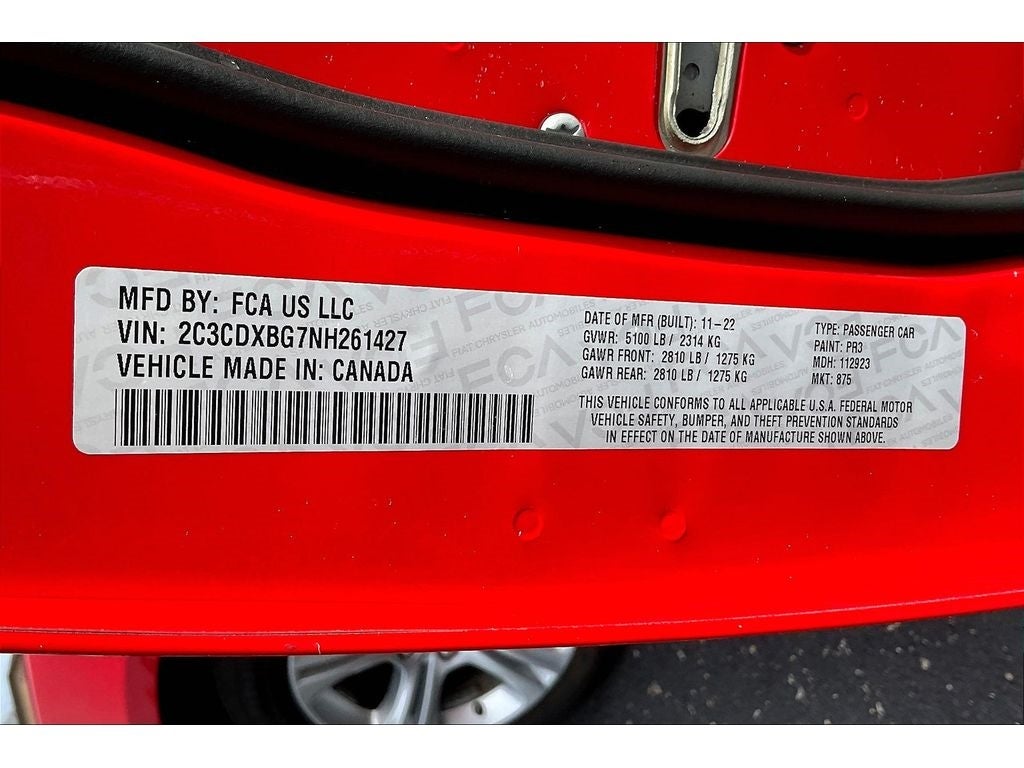 MFD BY: FCA US LLC
VIN: 2C3CDXBG7NH261427
VEHICLE MADE IN: CANADA
DATE OF MFR (BUILT): 11-22
GVWR: 5100 LB / 2314 KG
GAWR FRONT: 2810 LB / 1275 KG
GAWR REAR: 2810 LB / 1275 KG
TYPE: PASSENGER CAR
PAINT: PR3
MDH: 112923
MKT: 875
THIS VEHICLE CONFORMS TO ALL APPLICABLE U.S.A. FEDERAL MOTOR
VEHICLE SAFETY, BUMPER, AND THEFT PREVENTION STANDARDS
IN EFFECT ON THE DATE OF MANUFACTURE SHOWN ABOVE.